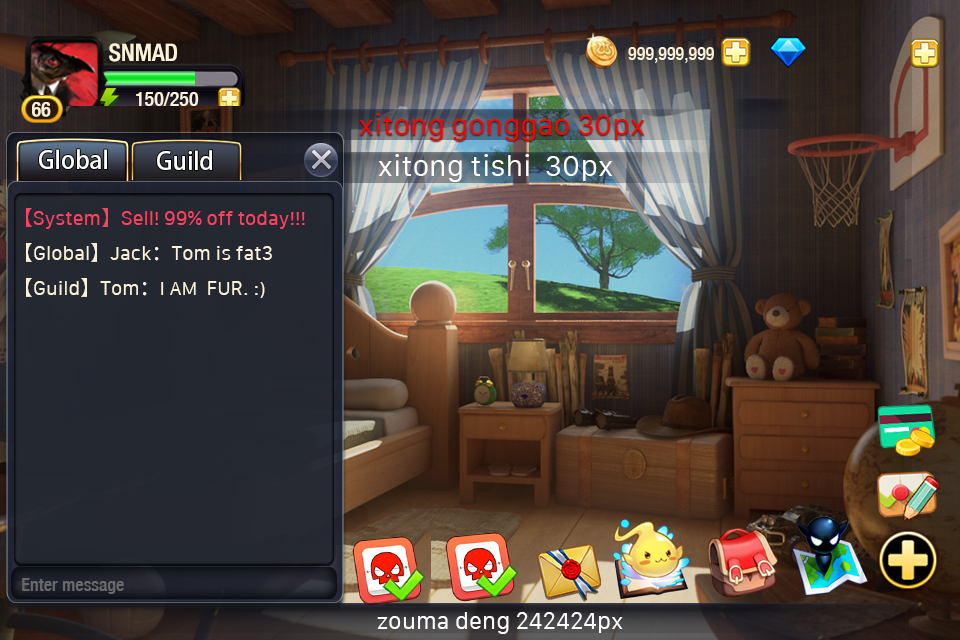 SNMAD
999,999,999
150/250
66
xitong gonggao 30px
xitong tishi 30px
Global
Guild
【System】Sell! 99% off today!!!
【Global】Jack：Tom is fat3
【Guild】Tom：I AM FUR. :)
Enter message
zouma deng 242424px